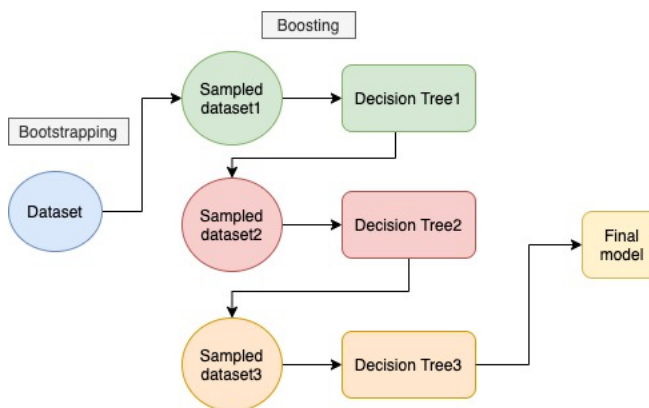 Boosting
Sampled
dataset1
Decision Tree1
Bootstrapping
Dataset
Sampled
dataset2
Decision Tree2
Final
model
Sampled
dataset3
Decision Tree3